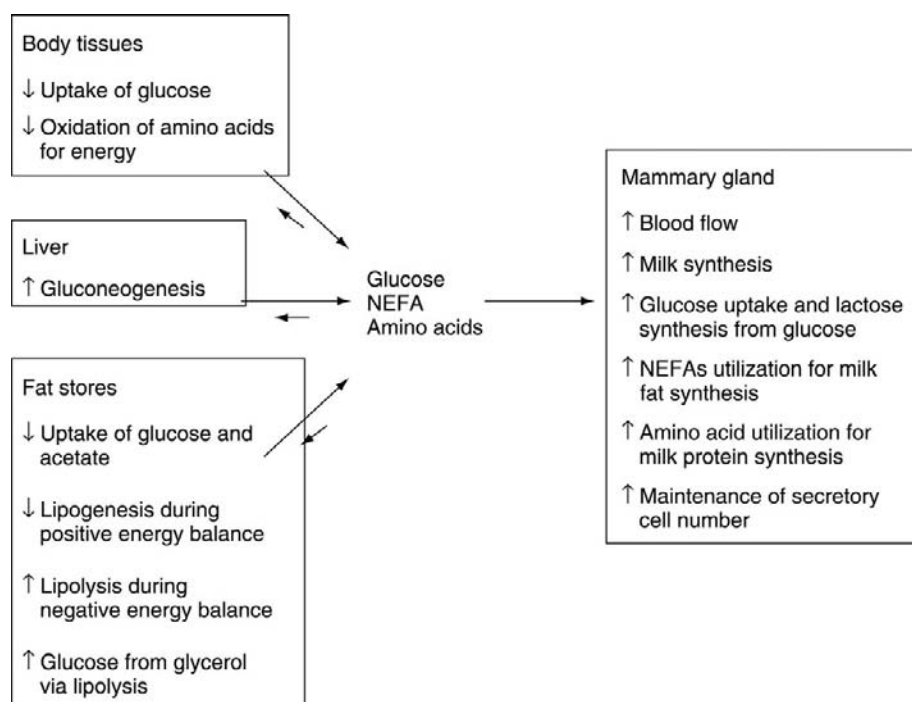 Body tissues
↓ Uptake of glucose
↓ Oxidation of amino acids
for energy
Liver
↑ Gluconeogenesis
Fat stores
↓ Uptake of glucose and
acetate
↓ Lipogenesis during
positive energy balance
↑ Lipolysis during
negative energy balance
↑ Glucose from glycerol
via lipolysis
Glucose
NEFA
Amino acids
Mammary gland
↑ Blood flow
↑ Milk synthesis
↑ Glucose uptake and lactose
synthesis from glucose
↑ NEFAs utilization for milk
fat synthesis
↑ Amino acid utilization for
milk protein synthesis
↑ Maintenance of secretory
cell number